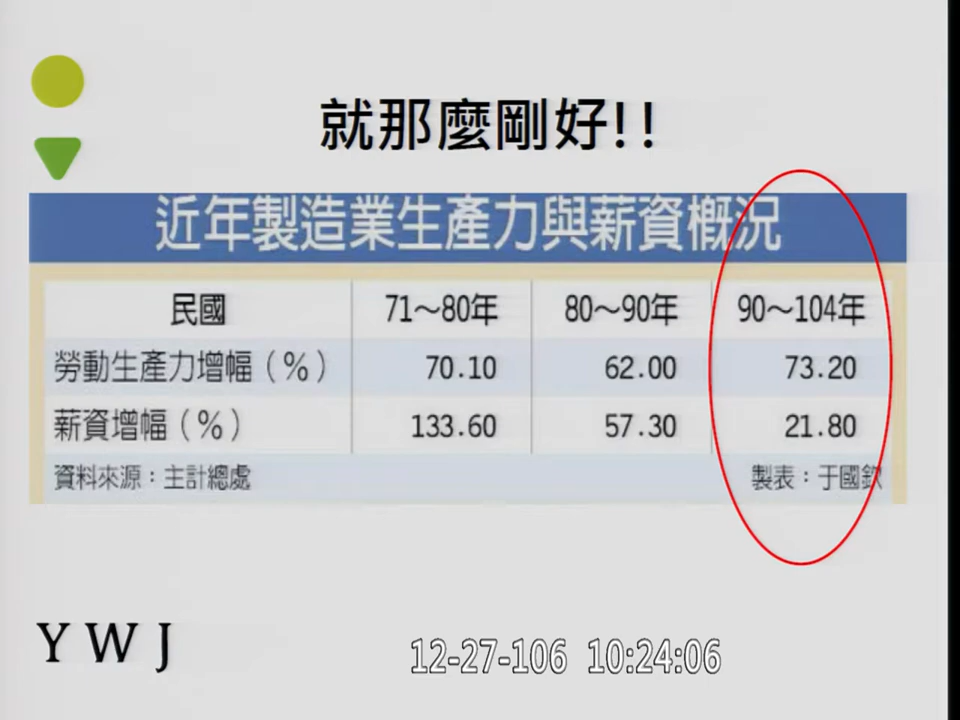 就那麼剛好!!
近年製造業生產力與薪資概況
民國 71～80年 80～90年 90～104年
勞動生產力增幅（%） 70.10 62.00 73.20
薪資增幅（%） 133.60 57.30 21.80
資料來源：主計總處 製表：于國欽
Y W J
12-27-106 10:24:06